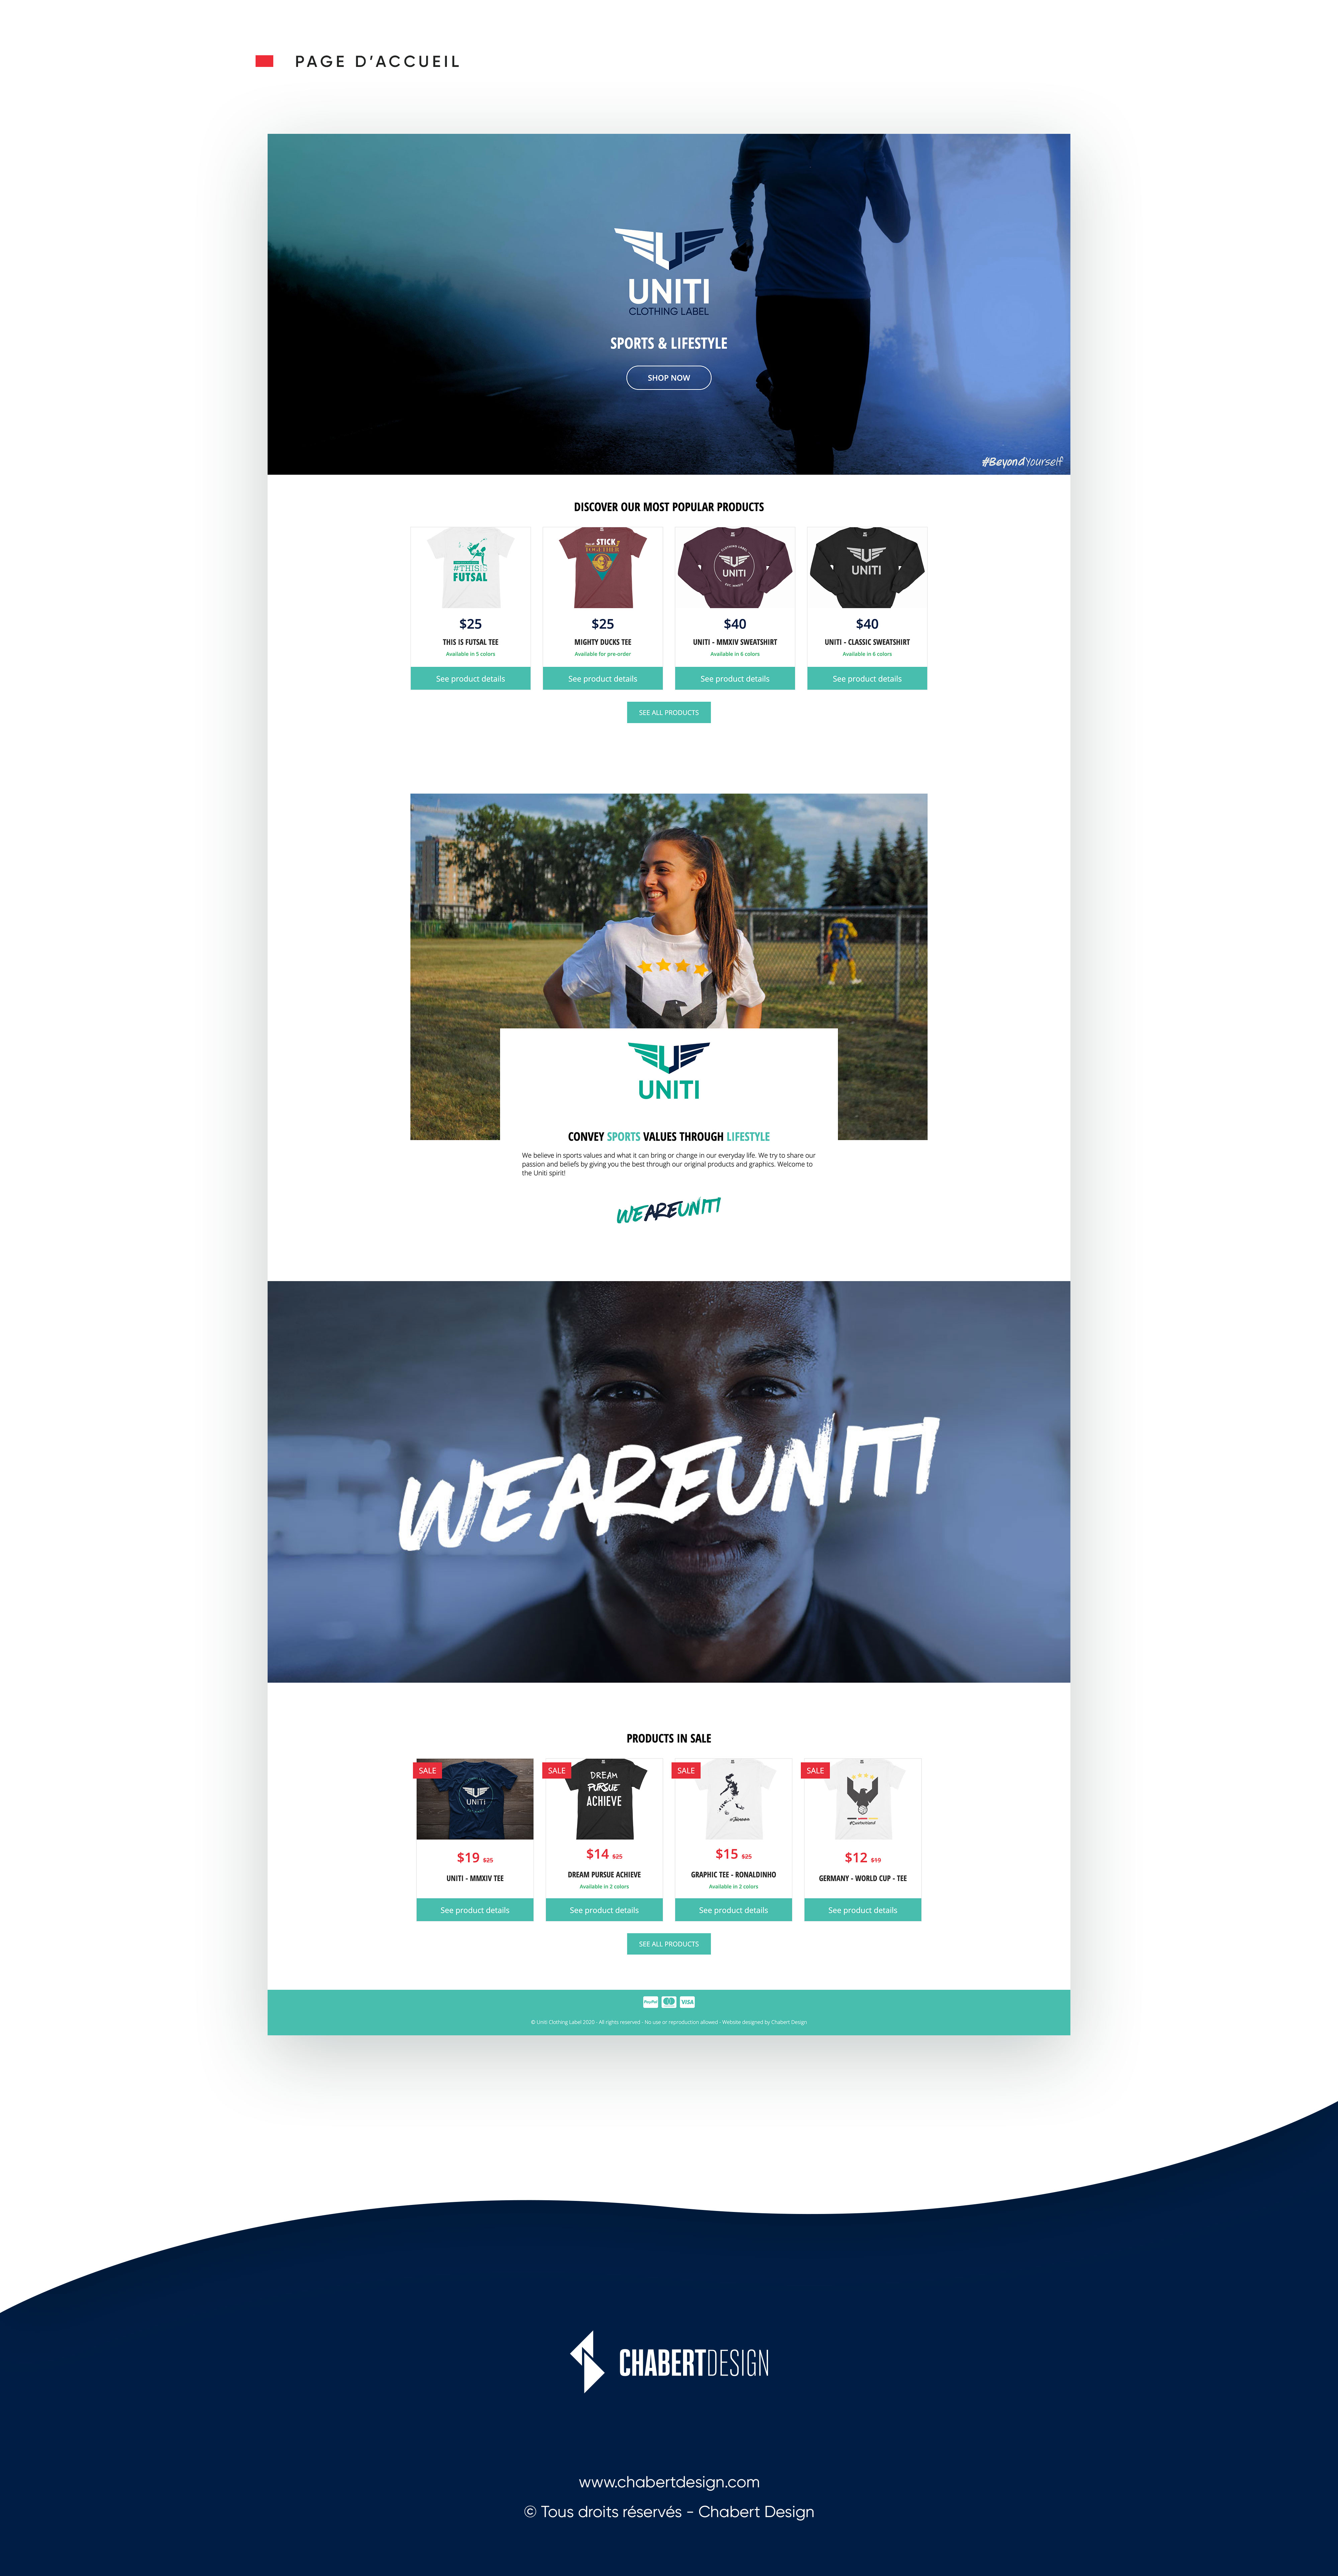 PAGE D'ACCUEIL
UNITI
CLOTHING LABEL
SPORTS & LIFESTYLE
SHOP NOW
#BeyondYourself
DISCOVER OUR MOST POPULAR PRODUCTS
#THISIS
FUTSAL
STICK
TOGETHER
CLOTHING LABEL
UNITI
EST. MMXIV
UNITI
$25
$25
$40
$40
THIS IS FUTSAL TEE
MIGHTY DUCKS TEE
UNITI - MMXIV SWEATSHIRT
UNITI - CLASSIC SWEATSHIRT
Available in 5 colors
Available for pre-order
Available in 6 colors
Available in 6 colors
See product details
See product details
See product details
See product details
SEE ALL PRODUCTS
UNITI
CONVEY SPORTS VALUES THROUGH LIFESTYLE
We believe in sports values and what it can bring or change in our everyday life. We try to share our
passion and beliefs by giving you the best through our original products and graphics. Welcome to
the Uniti spirit!
WEAREUNITI
WEAREUNITI
PRODUCTS IN SALE
SALE
SALE
SALE
SALE
UNITI
DREAM
PURSUE
ACHIEVE
$19 $25
$14 $25
$15 $25
$12 $19
UNITI - MMXIV TEE
DREAM PURSUE ACHIEVE
GRAPHIC TEE - RONALDINHO
GERMANY - WORLD CUP - TEE
Available in 2 colors
Available in 2 colors
See product details
See product details
See product details
See product details
SEE ALL PRODUCTS
PayPal
VISA
© Uniti Clothing Label 2020 - All rights reserved - No use or reproduction allowed - Website designed by Chabert Design
CHABERTDESIGN
www.chabertdesign.com
© Tous droits réservés - Chabert Design